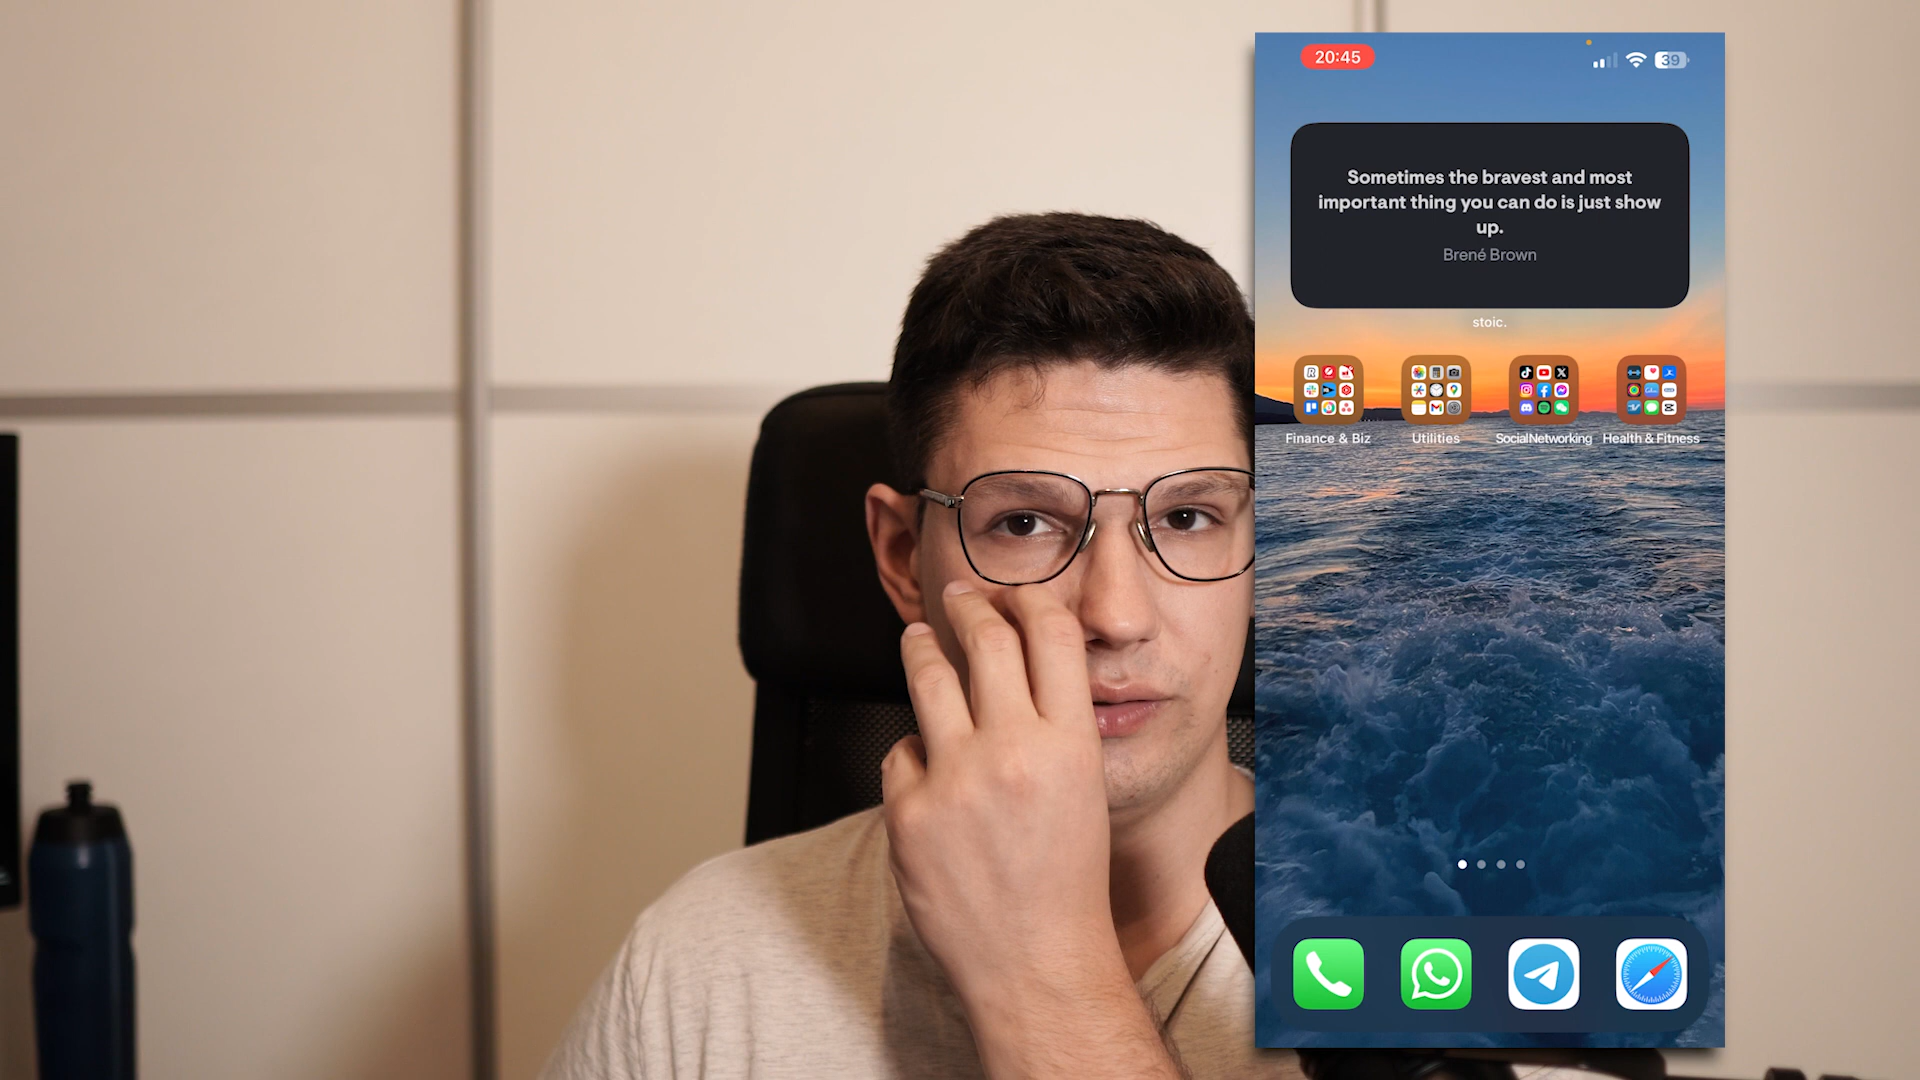 20:45
39
Sometimes the bravest and most
important thing you can do is just show
up.
Brené Brown
stoic.
Finance & Biz
Utilities
SocialNetworking
Health & Fitness